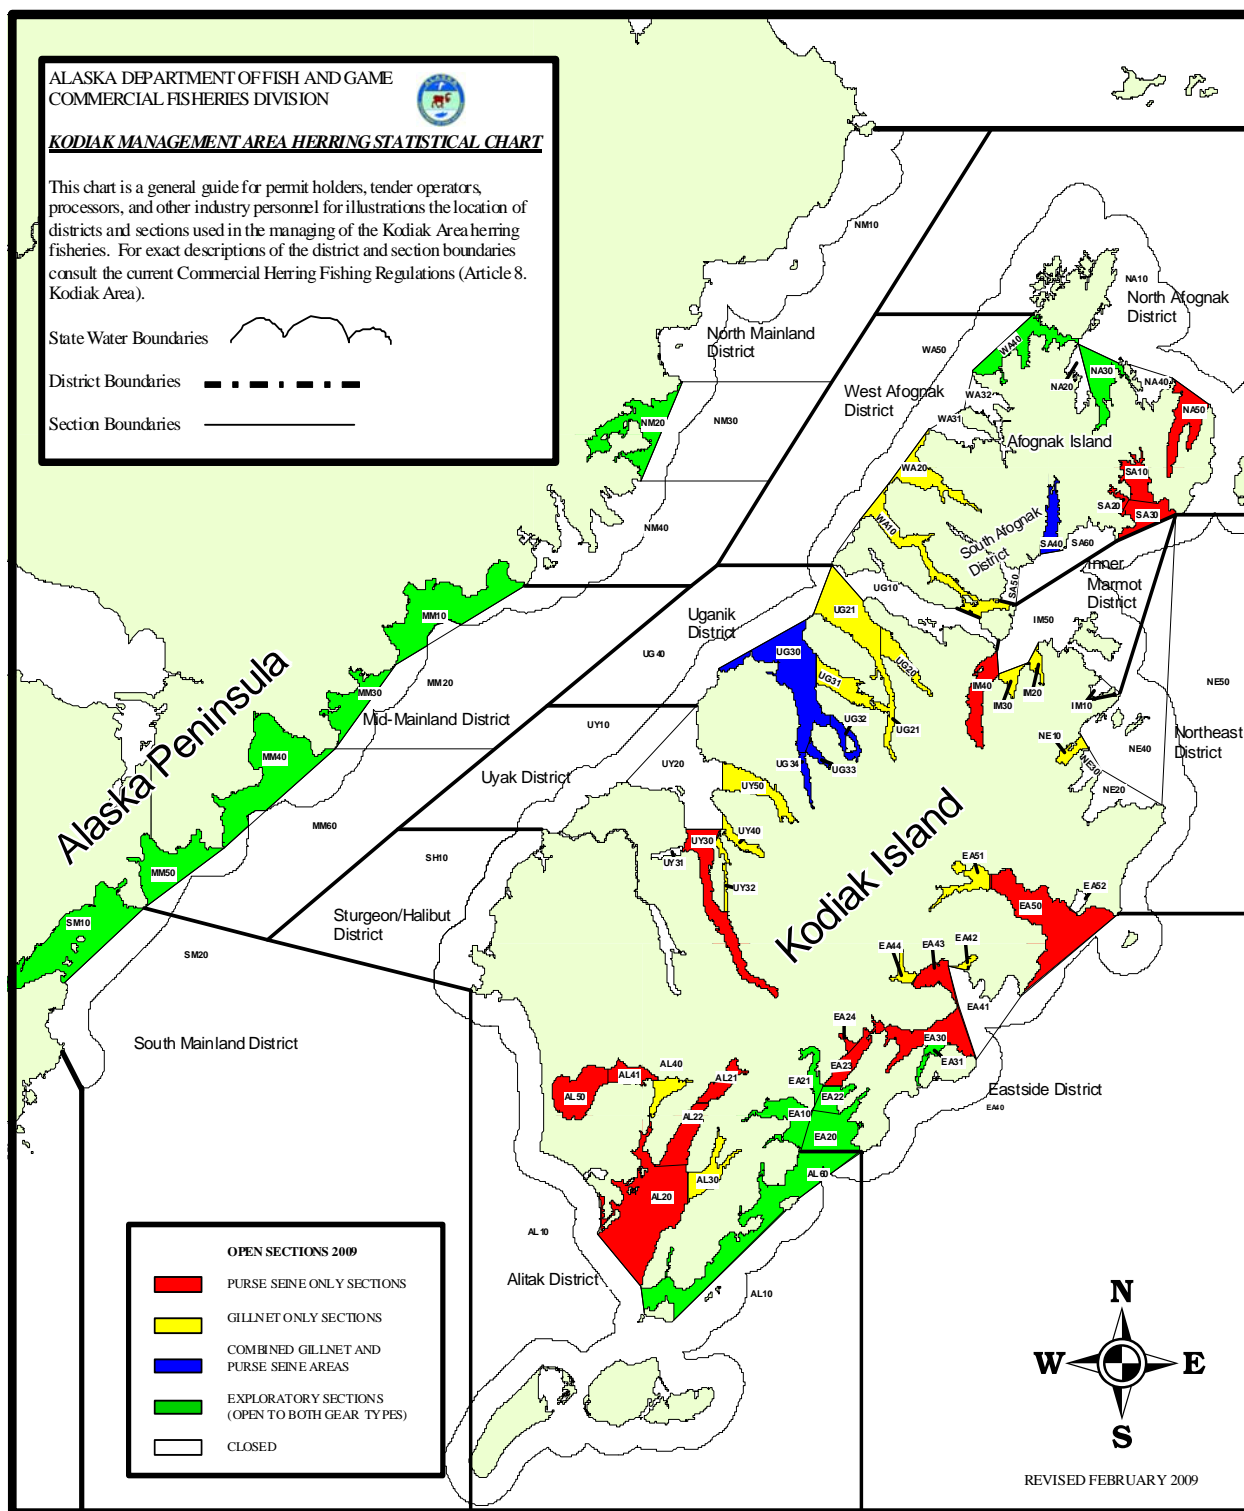 ALASKA DEPARTMENT OF FISH AND GAME
COMMERCIAL FISHERIES DIVISION
KODIAK MANAGEMENT AREA HERRING STATISTICAL CHART
This chart is a general guide for permit holders, tender operators,
processors, and other industry personnel for illustrations the location of
districts and sections used in the managing of the Kodiak Area herring
fisheries. For exact descriptions of the district and section boundaries
consult the current Commercial Herring Fishing Regulations (Article 8.
Kodiak Area).
State Water Boundaries
District Boundaries
Section Boundaries
NM10
NA10
North Afognak
District
North Mainland
District
WA50
WA40
NA20
NA30
NA40
West Afognak
District
WA32
WA31
NA50
NM20
NM30
Afognak Island
WA20
SA10
SA20
SA30
NM40
WA10
South Afognak
District
SA40
SA60
SA50
Inner
Marmot
District
UG10
MM10
Uganik
District
UG21
IM50
UG40
UG30
UG20
MM20
MM30
UG31
IM40
IM30
IM20
IM10
NE50
Mid-Mainland District
UY10
UG32
UG21
NE10
NE40
Northeast
District
MM40
UG34
UG33
NE30
Alaska Peninsula
Uyak District
UY20
UY50
NE20
MM60
UY30
UY40
SH10
UY31
EA51
MM50
UY32
EA52
Kodiak Island
SM10
Sturgeon/Halibut
District
EA50
SM20
EA44
EA43
EA42
EA41
South Mainland District
EA24
EA30
EA31
AL40
AL41
AL21
EA23
EA21
Eastside District
AL50
EA22
EA40
AL22
EA10
EA20
AL30
AL60
AL20
AL10
Alitak District
AL10
OPEN SECTIONS 2009
PURSE SEINE ONLY SECTIONS
GILLNET ONLY SECTIONS
COMBINED GILLNET AND
PURSE SEINE AREAS
EXPLORATORY SECTIONS
(OPEN TO BOTH GEAR TYPES)
CLOSED
N
W
E
S
REVISED FEBRUARY 2009